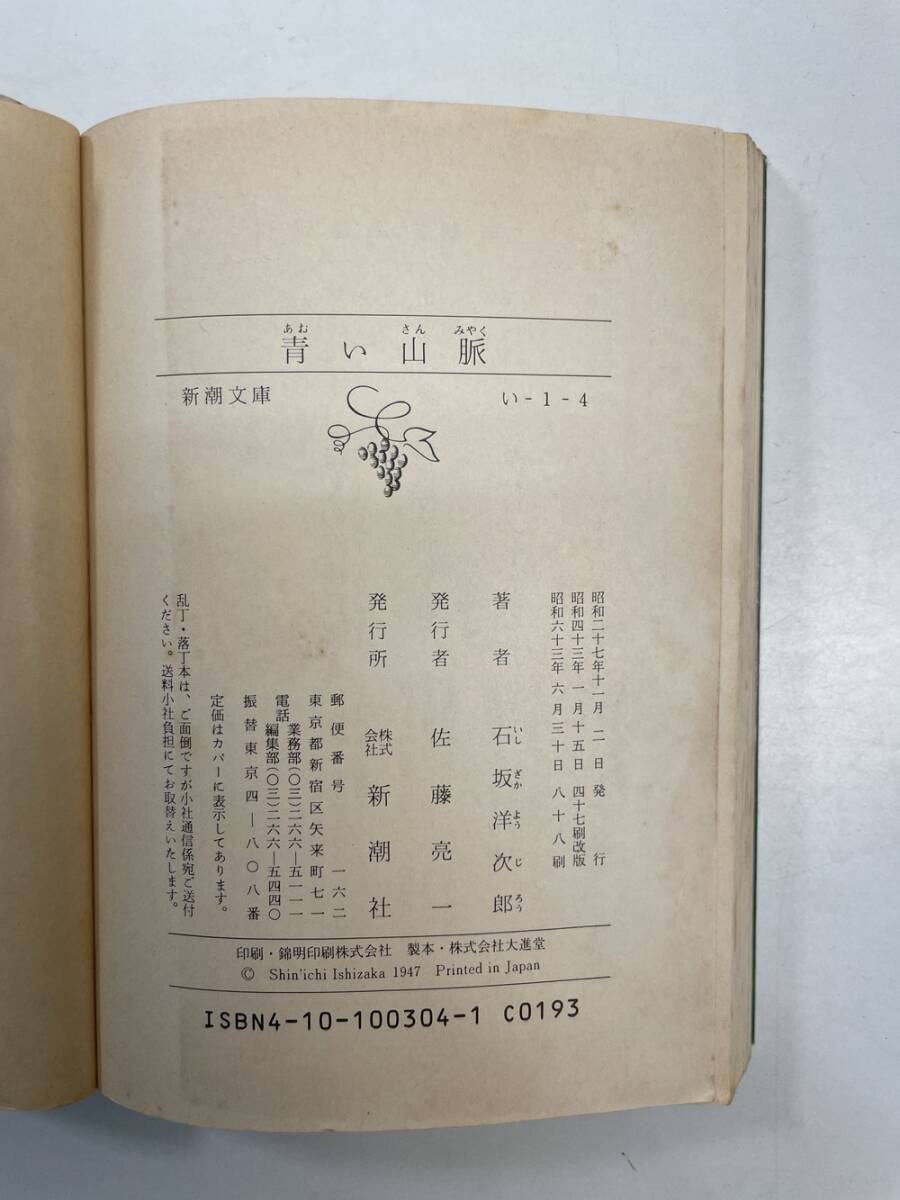 青い山脈
あお さん みやく
新潮文庫 い-1-4
昭和二十七年十一月二日発行
昭和四十三年一月十五日四十七刷改版
昭和六十三年六月三十日八十八刷
著者 石坂洋次郎
いし ざか よう じ ろう
発行者 佐藤亮一
発行所 株式会社 新潮社
郵便番号 一六二
東京都新宿区矢来町七一
電話 業務部(〇三)二六六―五一一一
編集部(〇三)二六六―五四四〇
振替東京四―八〇八番
定価はカバーに表示してあります。
乱丁・落丁本は、ご面倒ですが小社通信係宛ご送付
ください。送料小社負担にてお取替えいたします。
印刷・錦明印刷株式会社 製本・株式会社大進堂
© Shin'ichi Ishizaka 1947 Printed in Japan
ISBN4-10-100304-1 C0193